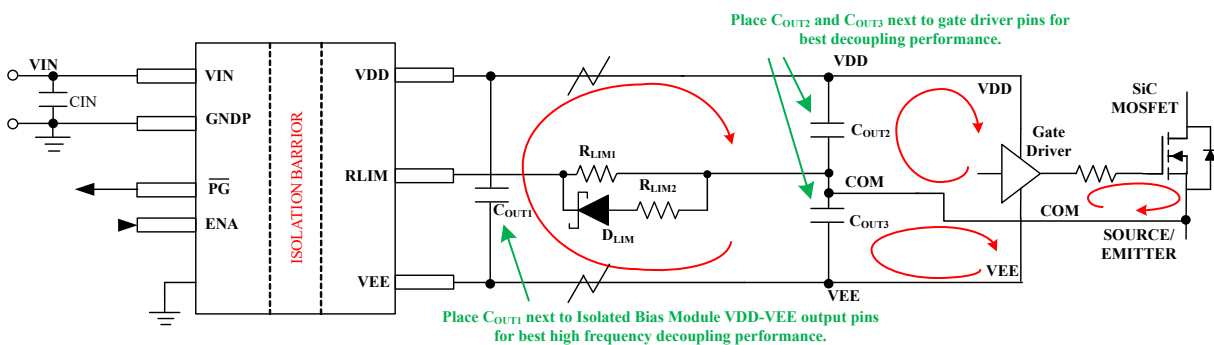 Place COUT2 and COUT3 next to gate driver pins for
best decoupling performance.
VIN
CIN
VIN
GNDP
PG
ENA
ISOLATION BARRIOR
VDD
RLIM
VEE
COUT1
RLIM1
RLIM2
DLIM
VDD
COUT2
COM
COUT3
VEE
VDD
Gate
Driver
SiC
MOSFET
COM
SOURCE/
EMITTER
VEE
Place COUT1 next to Isolated Bias Module VDD-VEE output pins
for best high frequency decoupling performance.